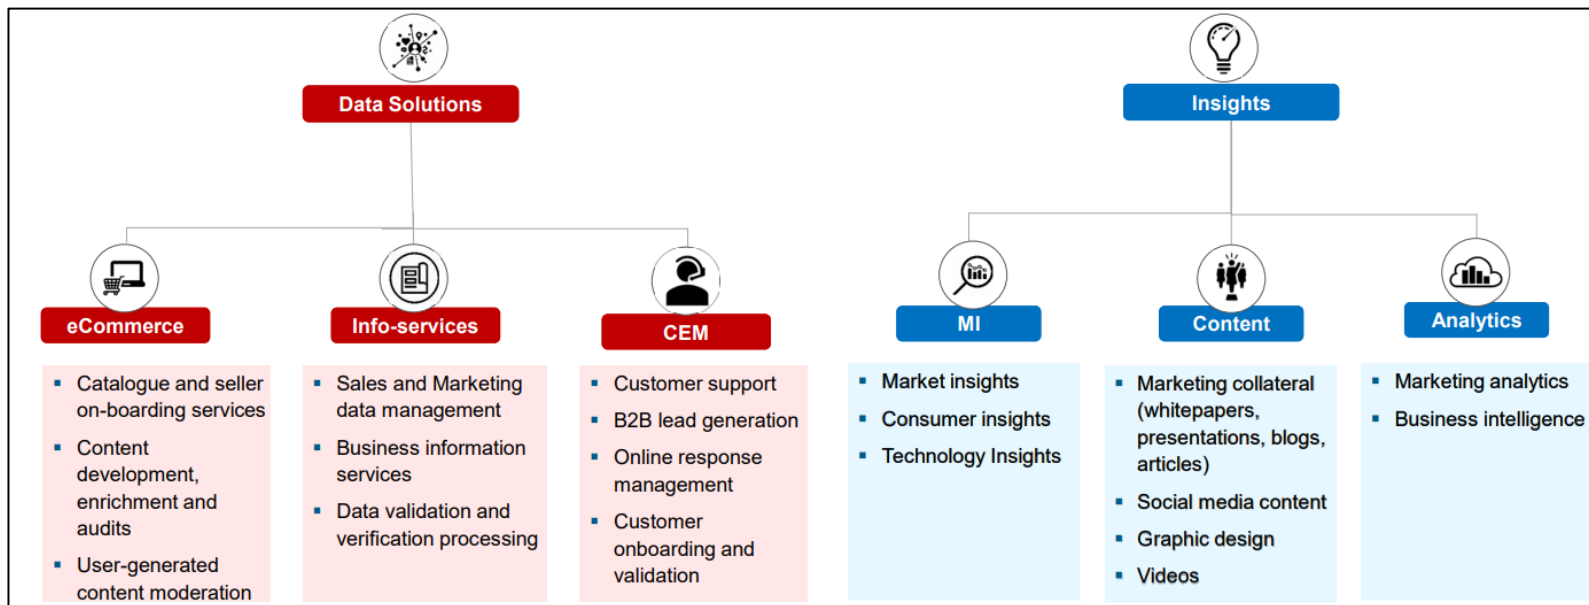 Data Solutions
Insights
eCommerce
Info-services
CEM
MI
Content
Analytics
▪ Catalogue and seller
on-boarding services
▪ Content
development,
enrichment and
audits
▪ User-generated
content moderation
▪ Sales and Marketing
data management
▪ Business information
services
▪ Data validation and
verification processing
▪ Customer support
▪ B2B lead generation
▪ Online response
management
▪ Customer
onboarding and
validation
▪ Market insights
▪ Consumer insights
▪ Technology Insights
▪ Marketing collateral
(whitepapers,
presentations, blogs,
articles)
▪ Social media content
▪ Graphic design
▪ Videos
▪ Marketing analytics
▪ Business intelligence